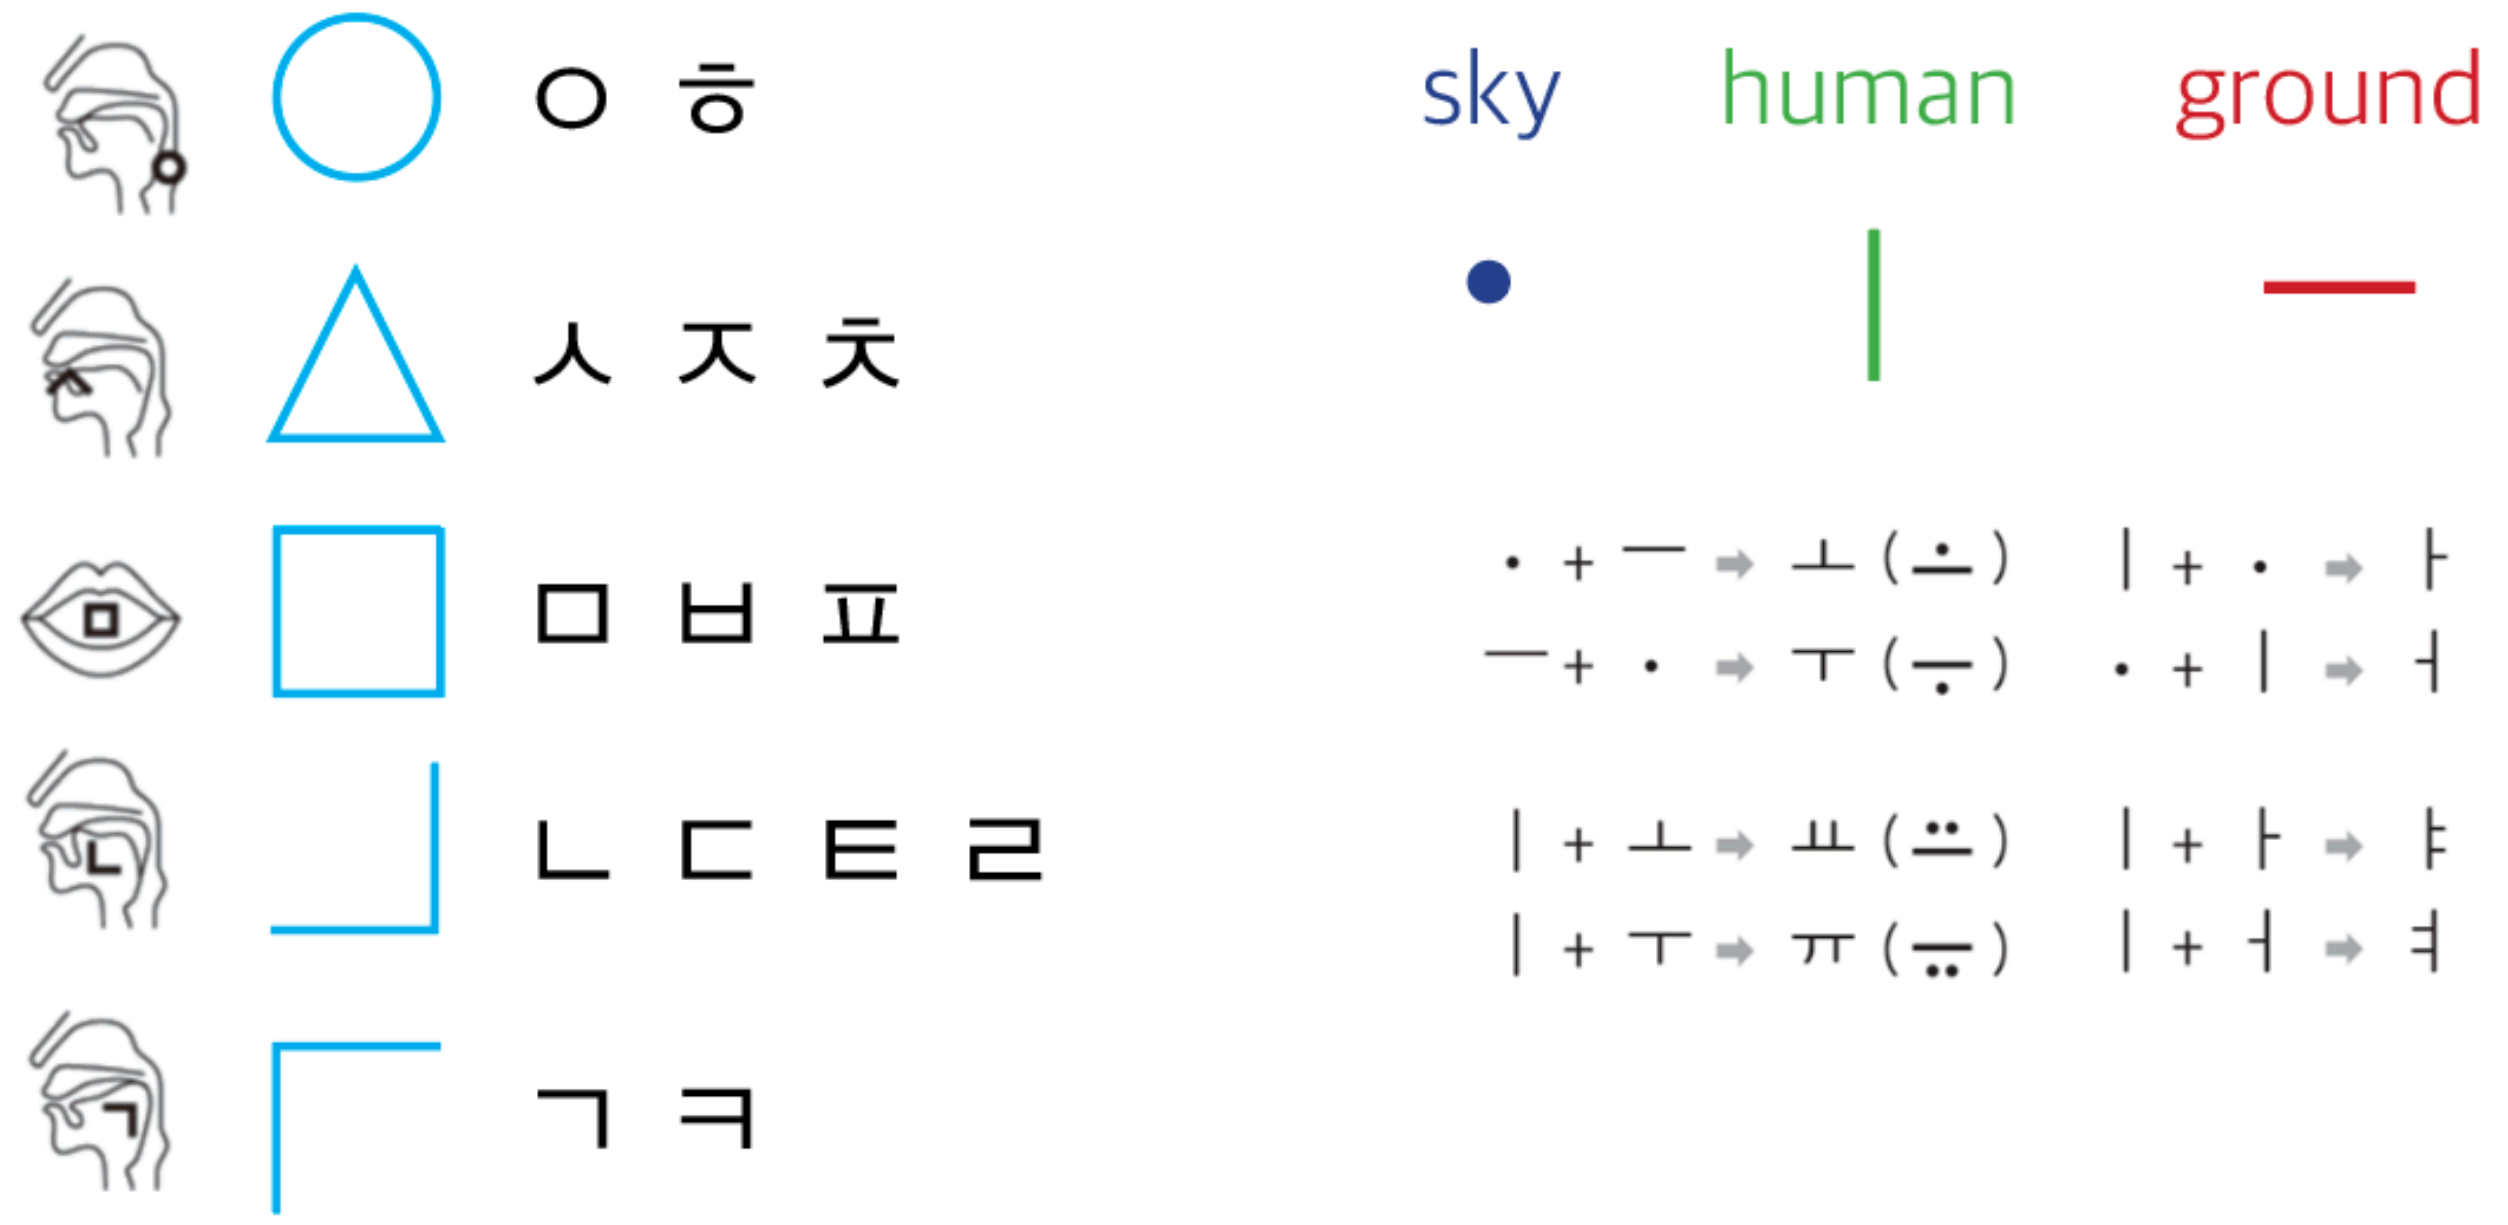 ㅇ ㅎ
ㅅ ㅈ ㅊ
ㅁ ㅂ ㅍ
ㄴ ㄷ ㅌ ㄹ
ㄱ ㅋ
sky human ground
• ㅣ ㅡ
• + ㅡ ➡ ㅗ (∸) ㅣ + • ➡ ㅏ
ㅡ + • ➡ ㅜ (ㅡ̣) • + ㅣ ➡ ㅓ
ㅣ + ㅗ ➡ ㅛ (ㅡ̈) ㅣ + ㅏ ➡ ㅑ
ㅣ + ㅜ ➡ ㅠ (ㅡ̤) ㅣ + ㅓ ➡ ㅕ